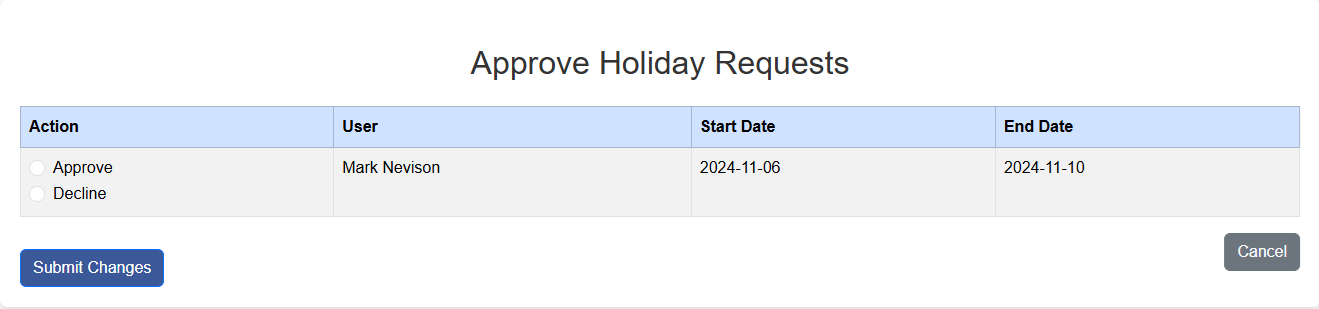 Approve Holiday Requests
Action User Start Date End Date
Approve Mark Nevison 2024-11-06 2024-11-10
Decline
Cancel
Submit Changes